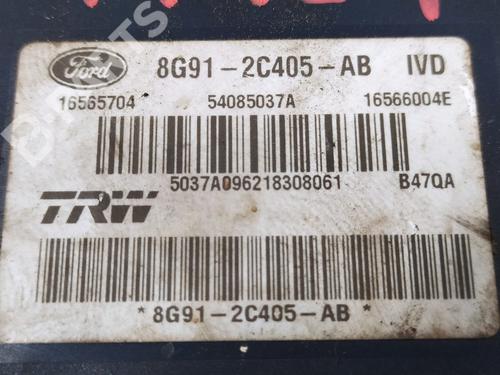 Ford 8G91-2C405-AB IVD
16565704 54085037A 16566004E
5037A096218308061 B47QA
TRW
*8G91-2C405-AB*